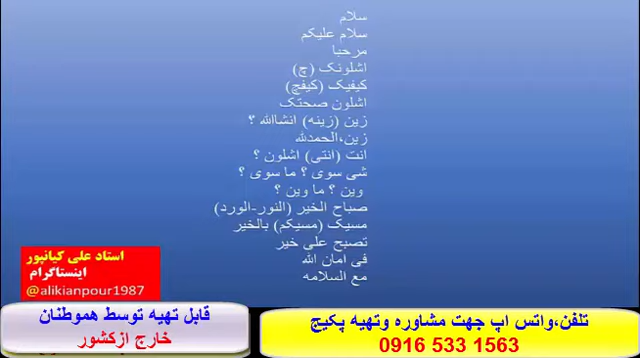 سلام
سلام علیکم
مرحبا
اشلونک (چ)
کیفیک (کیفچ)
اشلون صحتک
زین (زینه) انشاالله ؟
زین،الحمدلله
انت (انتی) اشلون ؟
شی سوی ؟ ما سوی ؟
وین ؟ ما وین ؟
صباح الخیر (النور-الورد)
مسیک (مسیکم) بالخیر
تصبح علی خیر
فی امان الله
مع السلامه
استاد علی کیانپور
اینستاگرام
@alikianpour1987
قابل تهیه توسط هموطنان
خارج ازکشور
تلفن،واتس اپ جهت مشاوره وتهیه پکیج
0916 533 1563